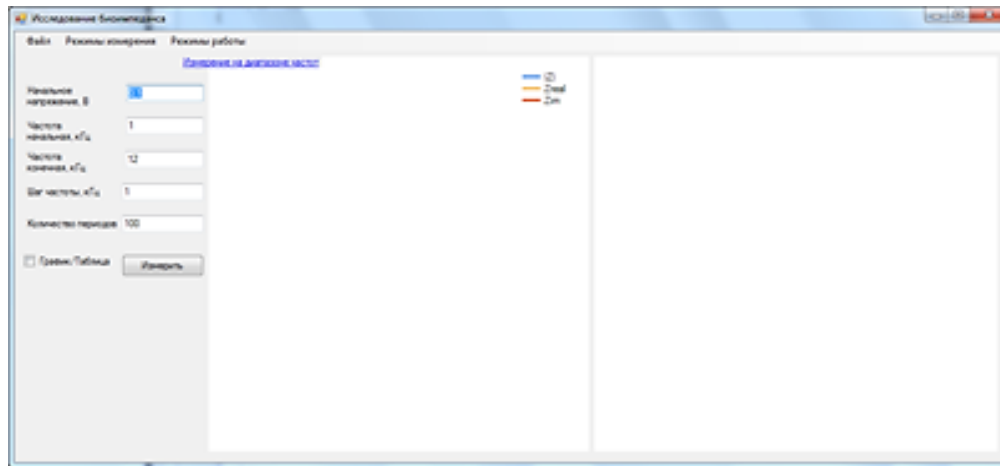 Исследование биоимпеданса
Файл Режимы измерения Режимы работы
Измерение на диапазоне частот
Начальное
напряжение, В
Частота
начальная, кГц
1
Частота
конечная, кГц
12
Шаг частоты, кГц
1
Количество периодов
100
График/Таблица
Измерить
|Z|
Zreal
Zim